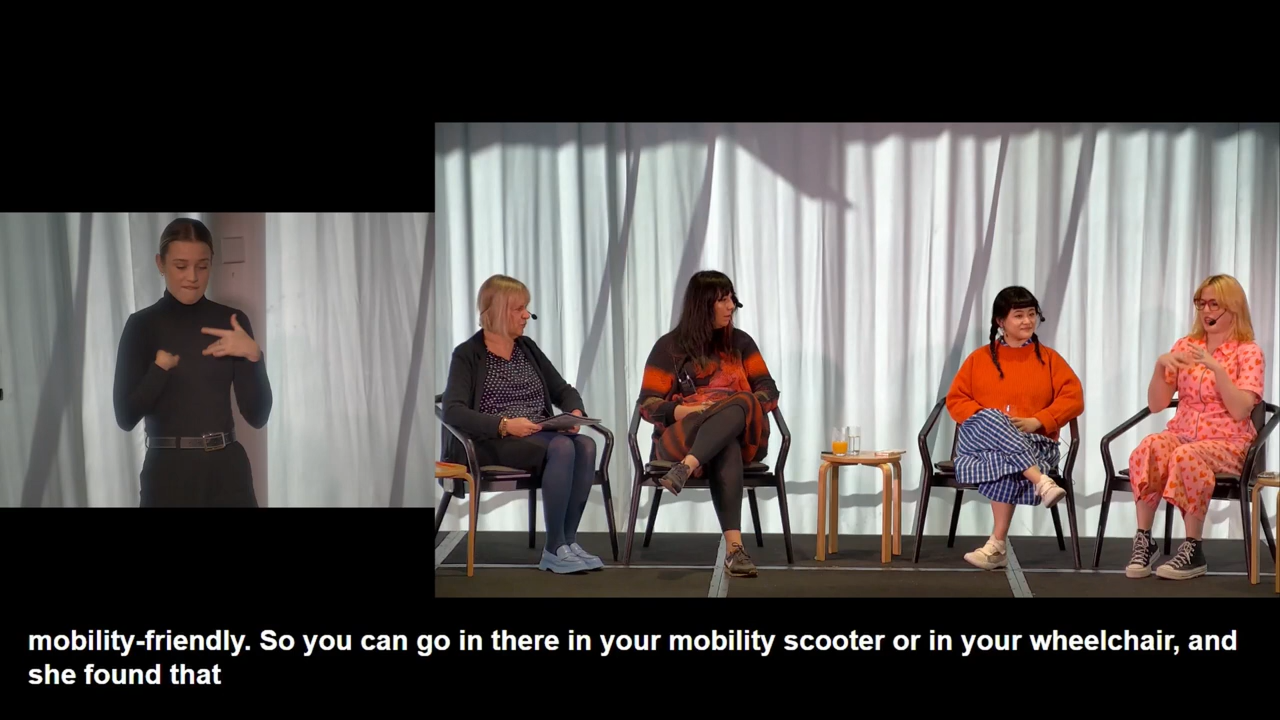 mobility-friendly. So you can go in there in your mobility scooter or in your wheelchair, and
she found that